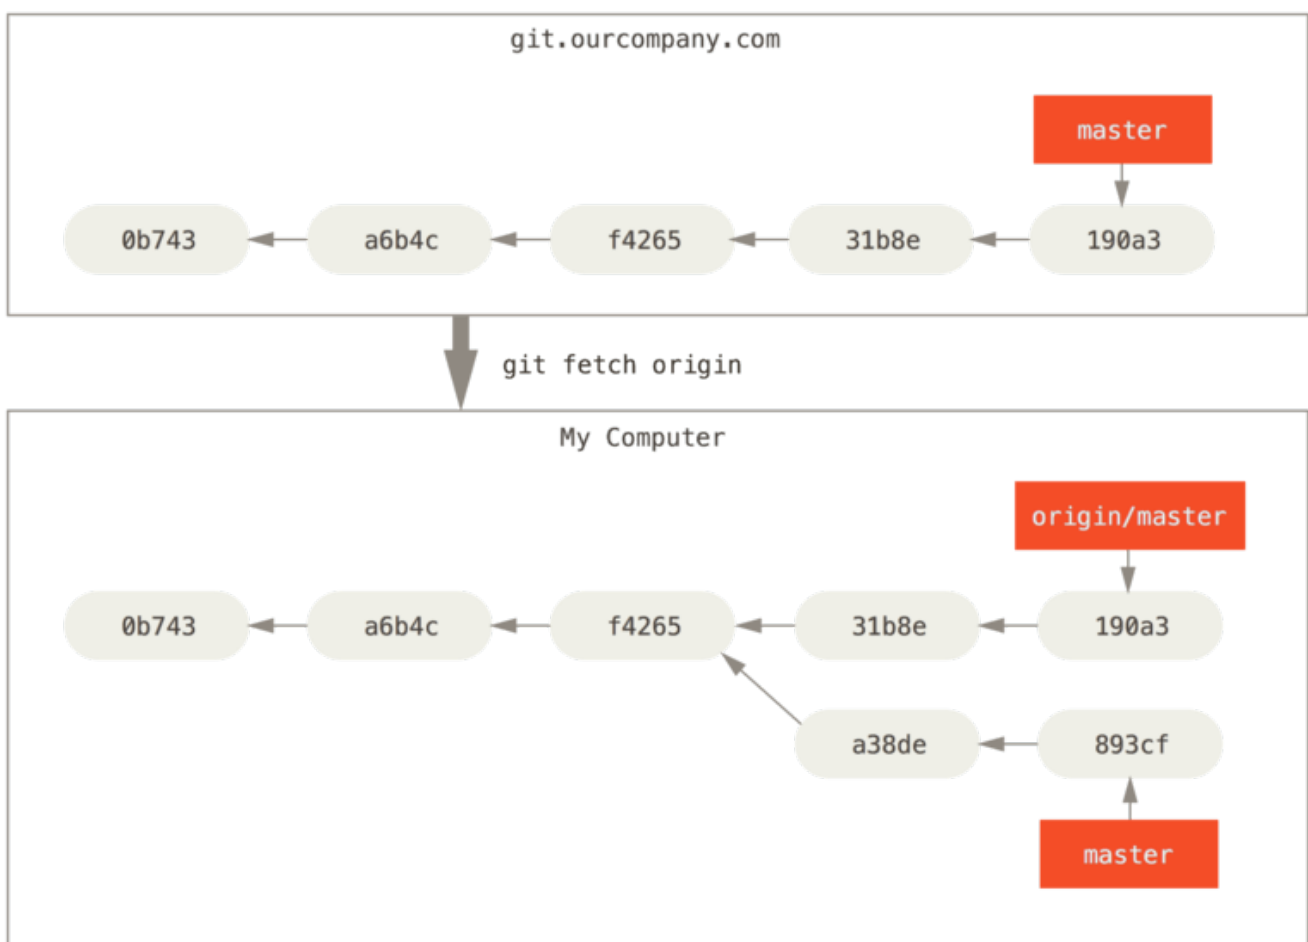 git.ourcompany.com
master
0b743 a6b4c f4265 31b8e 190a3
git fetch origin
My Computer
origin/master
0b743 a6b4c f4265 31b8e 190a3
a38de 893cf
master